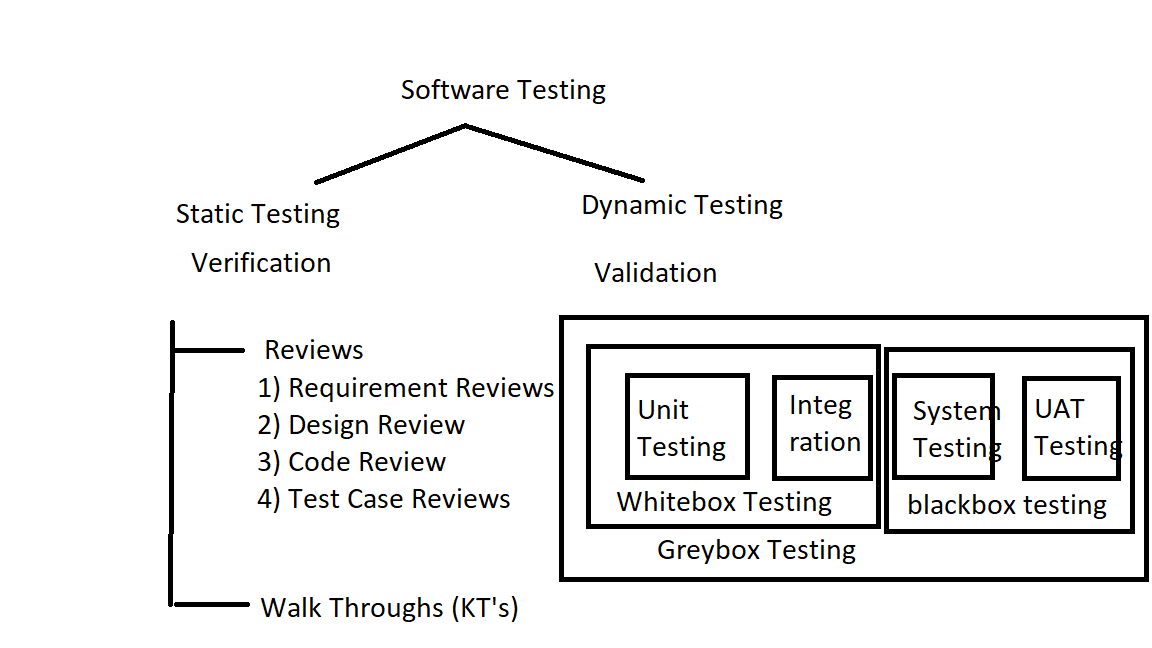 Software Testing
Static Testing
Verification
Reviews
1) Requirement Reviews
2) Design Review
3) Code Review
4) Test Case Reviews
Walk Throughs (KT's)
Dynamic Testing
Validation
Unit
Testing
Integ
ration
Whitebox Testing
System
Testing
UAT
Testing
blackbox testing
Greybox Testing